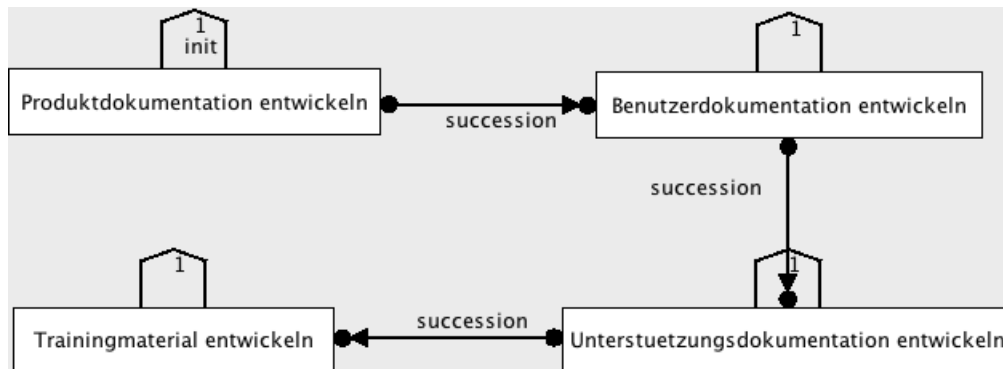 1
init
1
Produktdokumentation entwickeln
Benutzerdokumentation entwickeln
succession
succession
1
1
succession
Trainingmaterial entwickeln
Unterstuetzungsdokumentation entwickeln